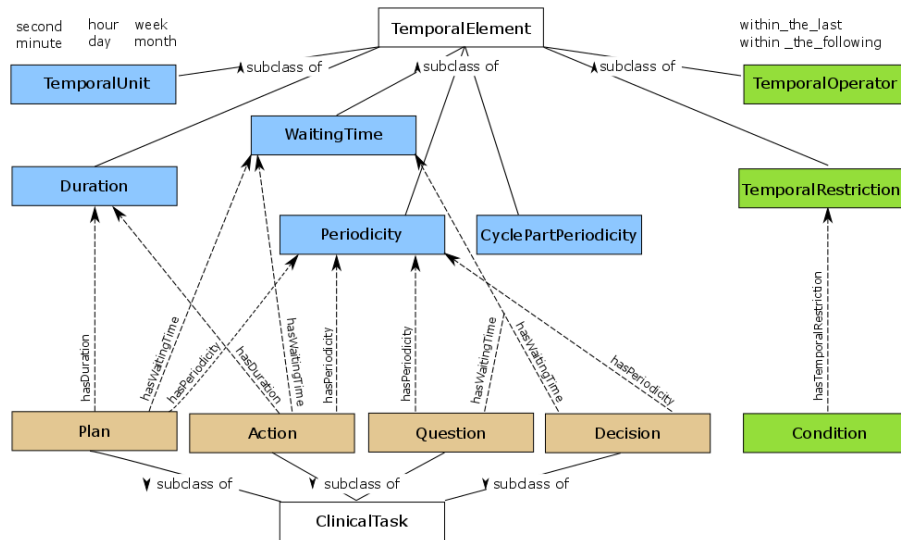 second hour week
minute day month
TemporalElement
within_the_last
within _the_following
subclass of subclass of subclass of
TemporalUnit
TemporalOperator
WaitingTime
Duration
TemporalRestriction
Periodicity
CyclePartPeriodicity
hasDuration
hasWaitingTime
hasPeriodicity
hasDuration
hasWaitingTime
hasPeriodicity
hasPeriodicity
hasWaitingTime
hasWaitingTime
hasPeriodicity
hasTemporalRestriction
Plan Action Question Decision Condition
subclass of subclass of subclass of
ClinicalTask